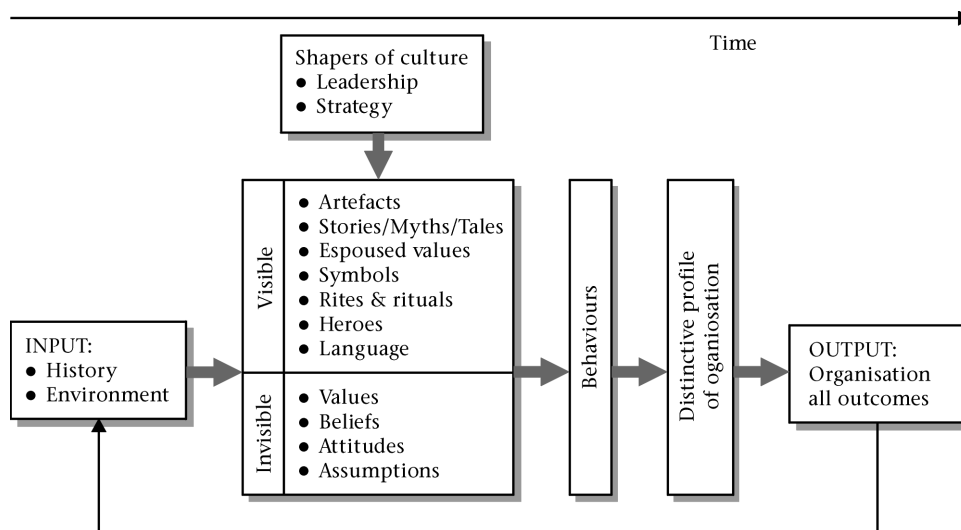 Time
Shapers of culture
● Leadership
● Strategy
Visible
● Artefacts
● Stories/Myths/Tales
● Espoused values
● Symbols
● Rites & rituals
● Heroes
● Language
Invisible
● Values
● Beliefs
● Attitudes
● Assumptions
INPUT:
● History
● Environment
Behaviours
Distinctive profile
of oganiosation
OUTPUT:
Organisation
all outcomes